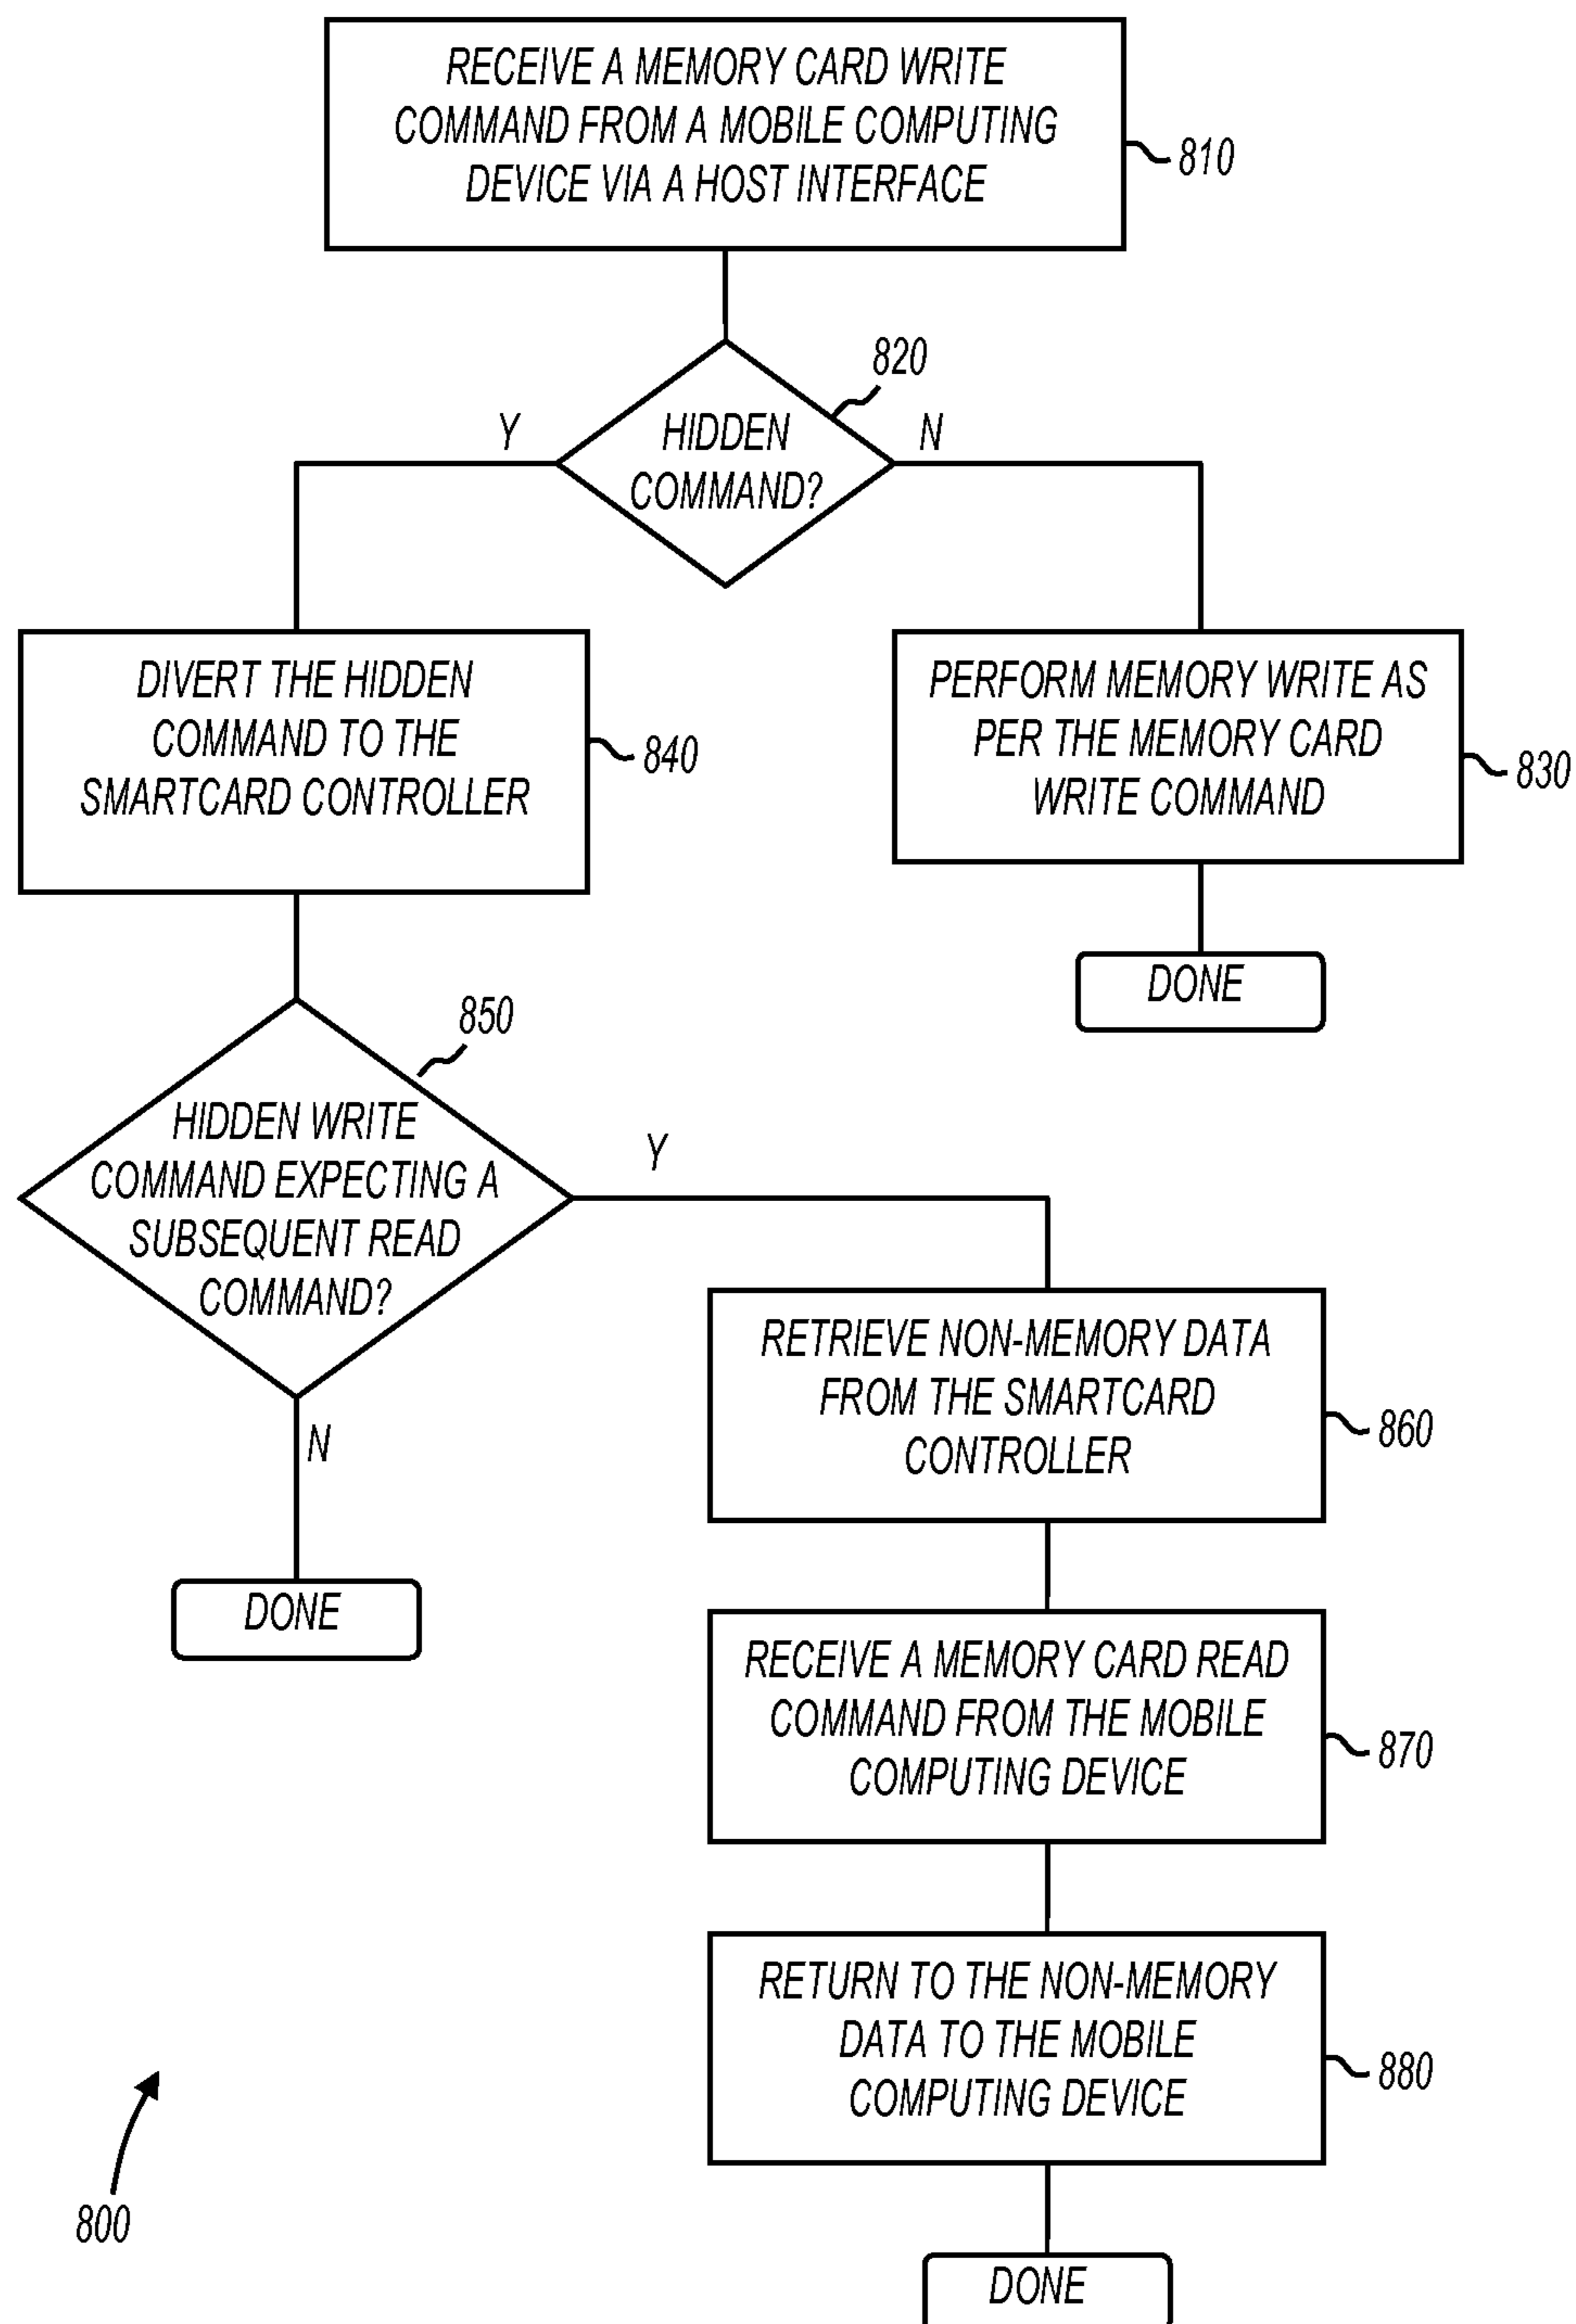 RECEIVE A MEMORY CARD WRITE
COMMAND FROM A MOBILE COMPUTING
DEVICE VIA A HOST INTERFACE
810
820
Y
HIDDEN
COMMAND?
N
DIVERT THE HIDDEN
COMMAND TO THE
SMARTCARD CONTROLLER
840
PERFORM MEMORY WRITE AS
PER THE MEMORY CARD
WRITE COMMAND
830
DONE
850
HIDDEN WRITE
COMMAND EXPECTING A
SUBSEQUENT READ
COMMAND?
Y
N
DONE
RETRIEVE NON-MEMORY DATA
FROM THE SMARTCARD
CONTROLLER
860
RECEIVE A MEMORY CARD READ
COMMAND FROM THE MOBILE
COMPUTING DEVICE
870
RETURN TO THE NON-MEMORY
DATA TO THE MOBILE
COMPUTING DEVICE
880
800
DONE